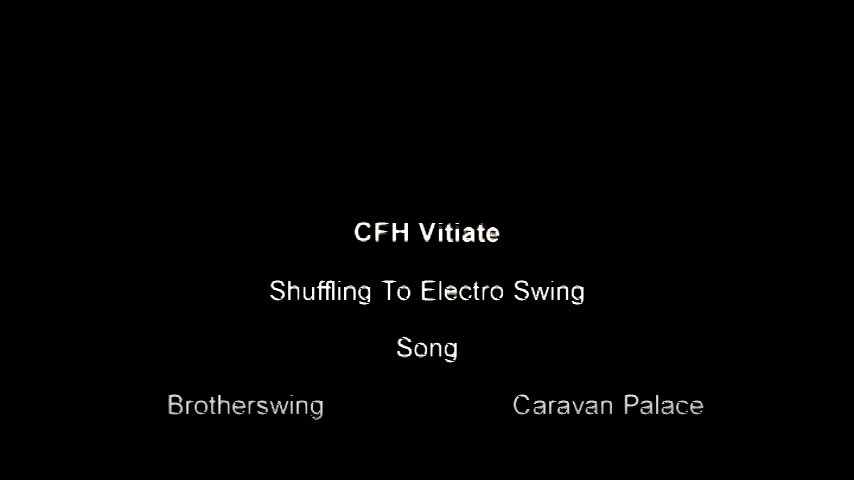 CFH Vitiate
Shuffling To Electro Swing
Song
Brotherswing Caravan Palace